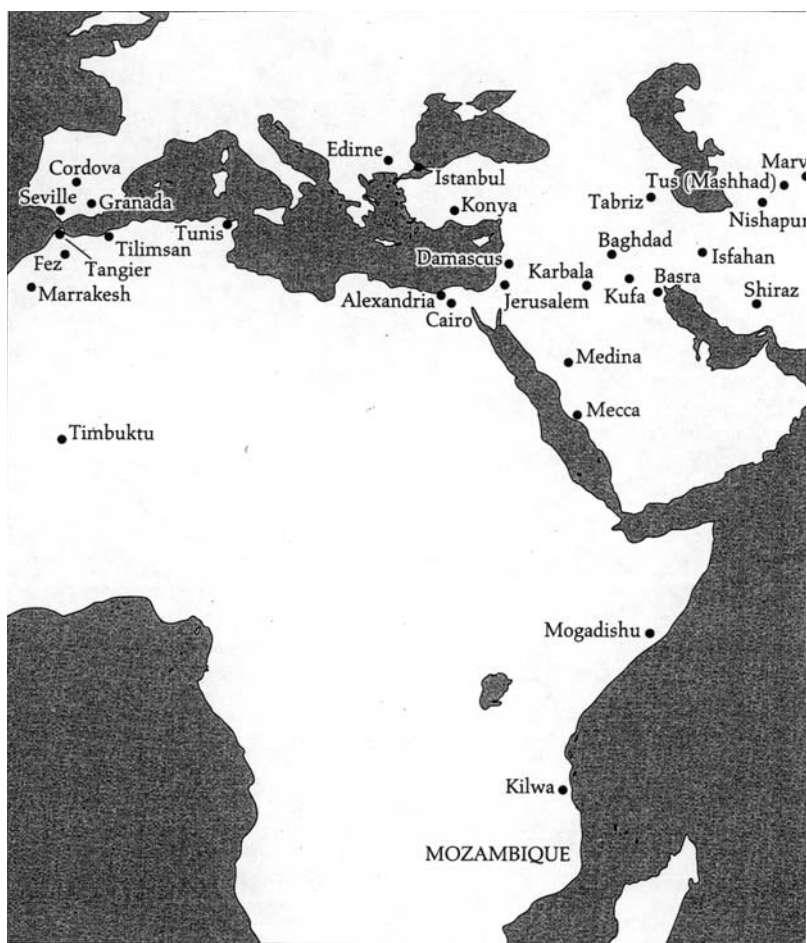 Edirne
Marv
Cordova
Istanbul
Tus (Mashhad)
Seville
Granada
Konya
Tabriz
Nishapur
Tunis
Tilimsan
Baghdad
Isfahan
Fez
Tangier
Damascus
Karbala
Basra
Marrakesh
Alexandria
Jerusalem
Kufa
Shiraz
Cairo
Medina
Mecca
Timbuktu
Mogadishu
Kilwa
MOZAMBIQUE